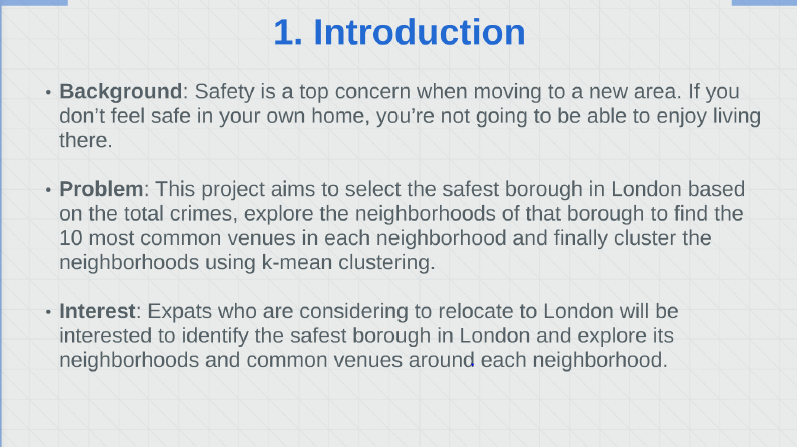 1. Introduction
• Background: Safety is a top concern when moving to a new area. If you
don’t feel safe in your own home, you’re not going to be able to enjoy living
there.
• Problem: This project aims to select the safest borough in London based
on the total crimes, explore the neighborhoods of that borough to find the
10 most common venues in each neighborhood and finally cluster the
neighborhoods using k-mean clustering.
• Interest: Expats who are considering to relocate to London will be
interested to identify the safest borough in London and explore its
neighborhoods and common venues around each neighborhood.